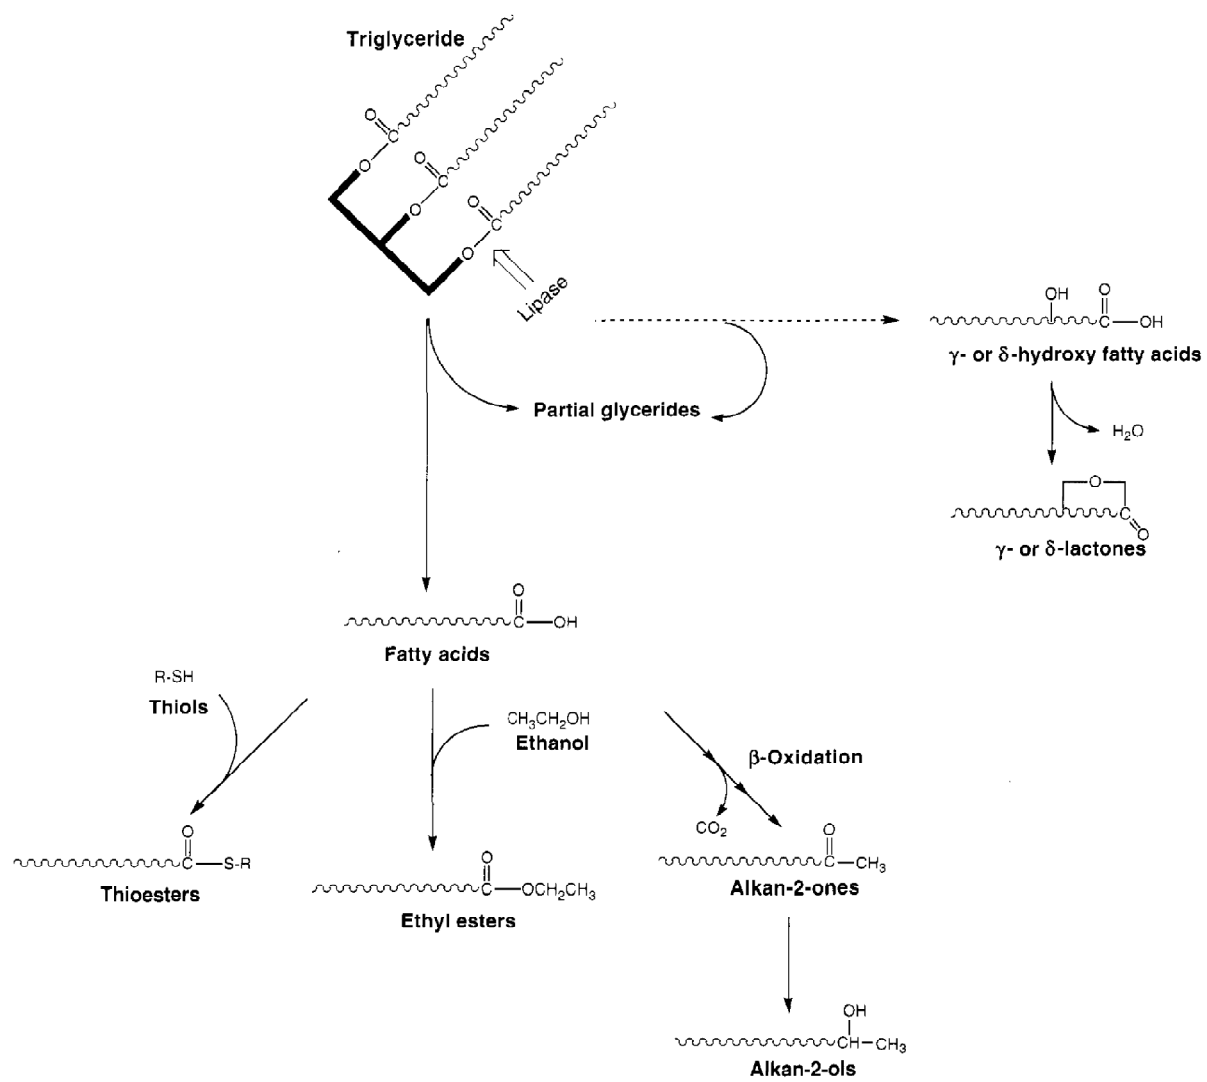 Triglyceride
O
C
O
O
C
O
O
C
O
Lipase
OH
O
C—OH
γ- or δ-hydroxy fatty acids
Partial glycerides
H₂O
O
C
O
γ- or δ-lactones
O
C—OH
Fatty acids
R-SH
Thiols
CH₃CH₂OH
Ethanol
β-Oxidation
CO₂
O
C—S-R
Thioesters
O
C—OCH₂CH₃
Ethyl esters
O
C—CH₃
Alkan-2-ones
OH
CH—CH₃
Alkan-2-ols